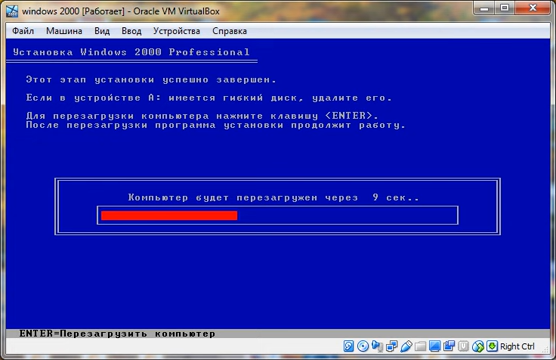 windows 2000 [Работает] - Oracle VM VirtualBox
Файл Машина Вид Ввод Устройства Справка
Установка Windows 2000 Professional
Этот этап установки успешно завершен.
Если в устройстве A: имеется гибкий диск, удалите его.
Для перезагрузки компьютера нажмите клавишу <ENTER>.
После перезагрузки программа установки продолжит работу.
Компьютер будет перезагружен через 9 сек..
ENTER=Перезагрузить компьютер
Right Ctrl